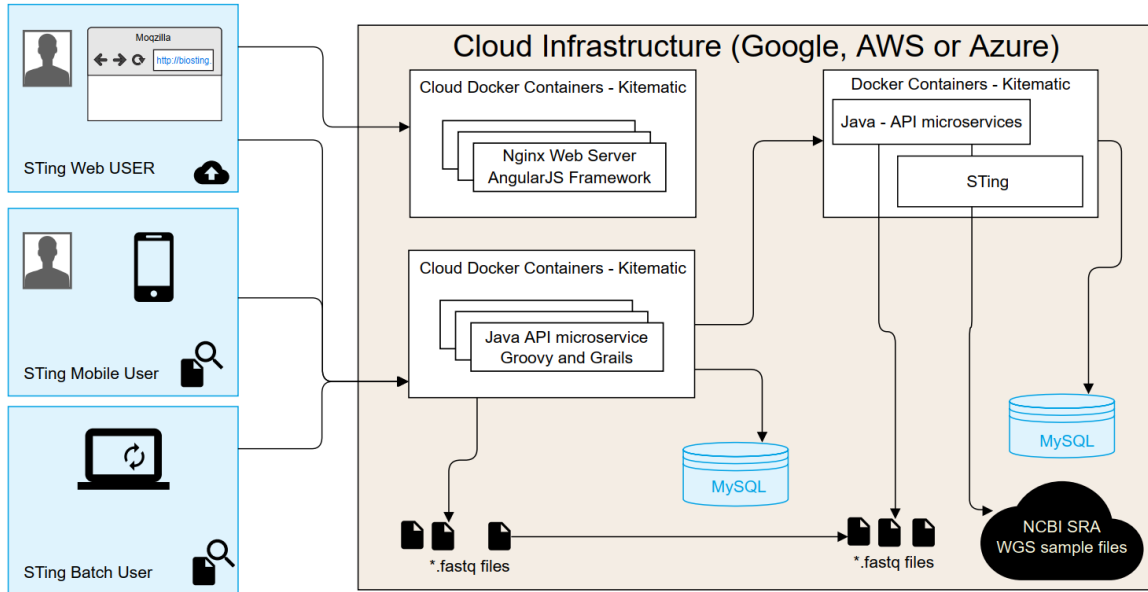 Moqzilla
http://biosting.
STing Web USER
STing Mobile User
STing Batch User
Cloud Infrastructure (Google, AWS or Azure)
Cloud Docker Containers - Kitematic
Nginx Web Server
AngularJS Framework
Docker Containers - Kitematic
Java - API microservices
STing
Cloud Docker Containers - Kitematic
Java API microservice
Groovy and Grails
MySQL
MySQL
*.fastq files
*.fastq files
NCBI SRA
WGS sample files